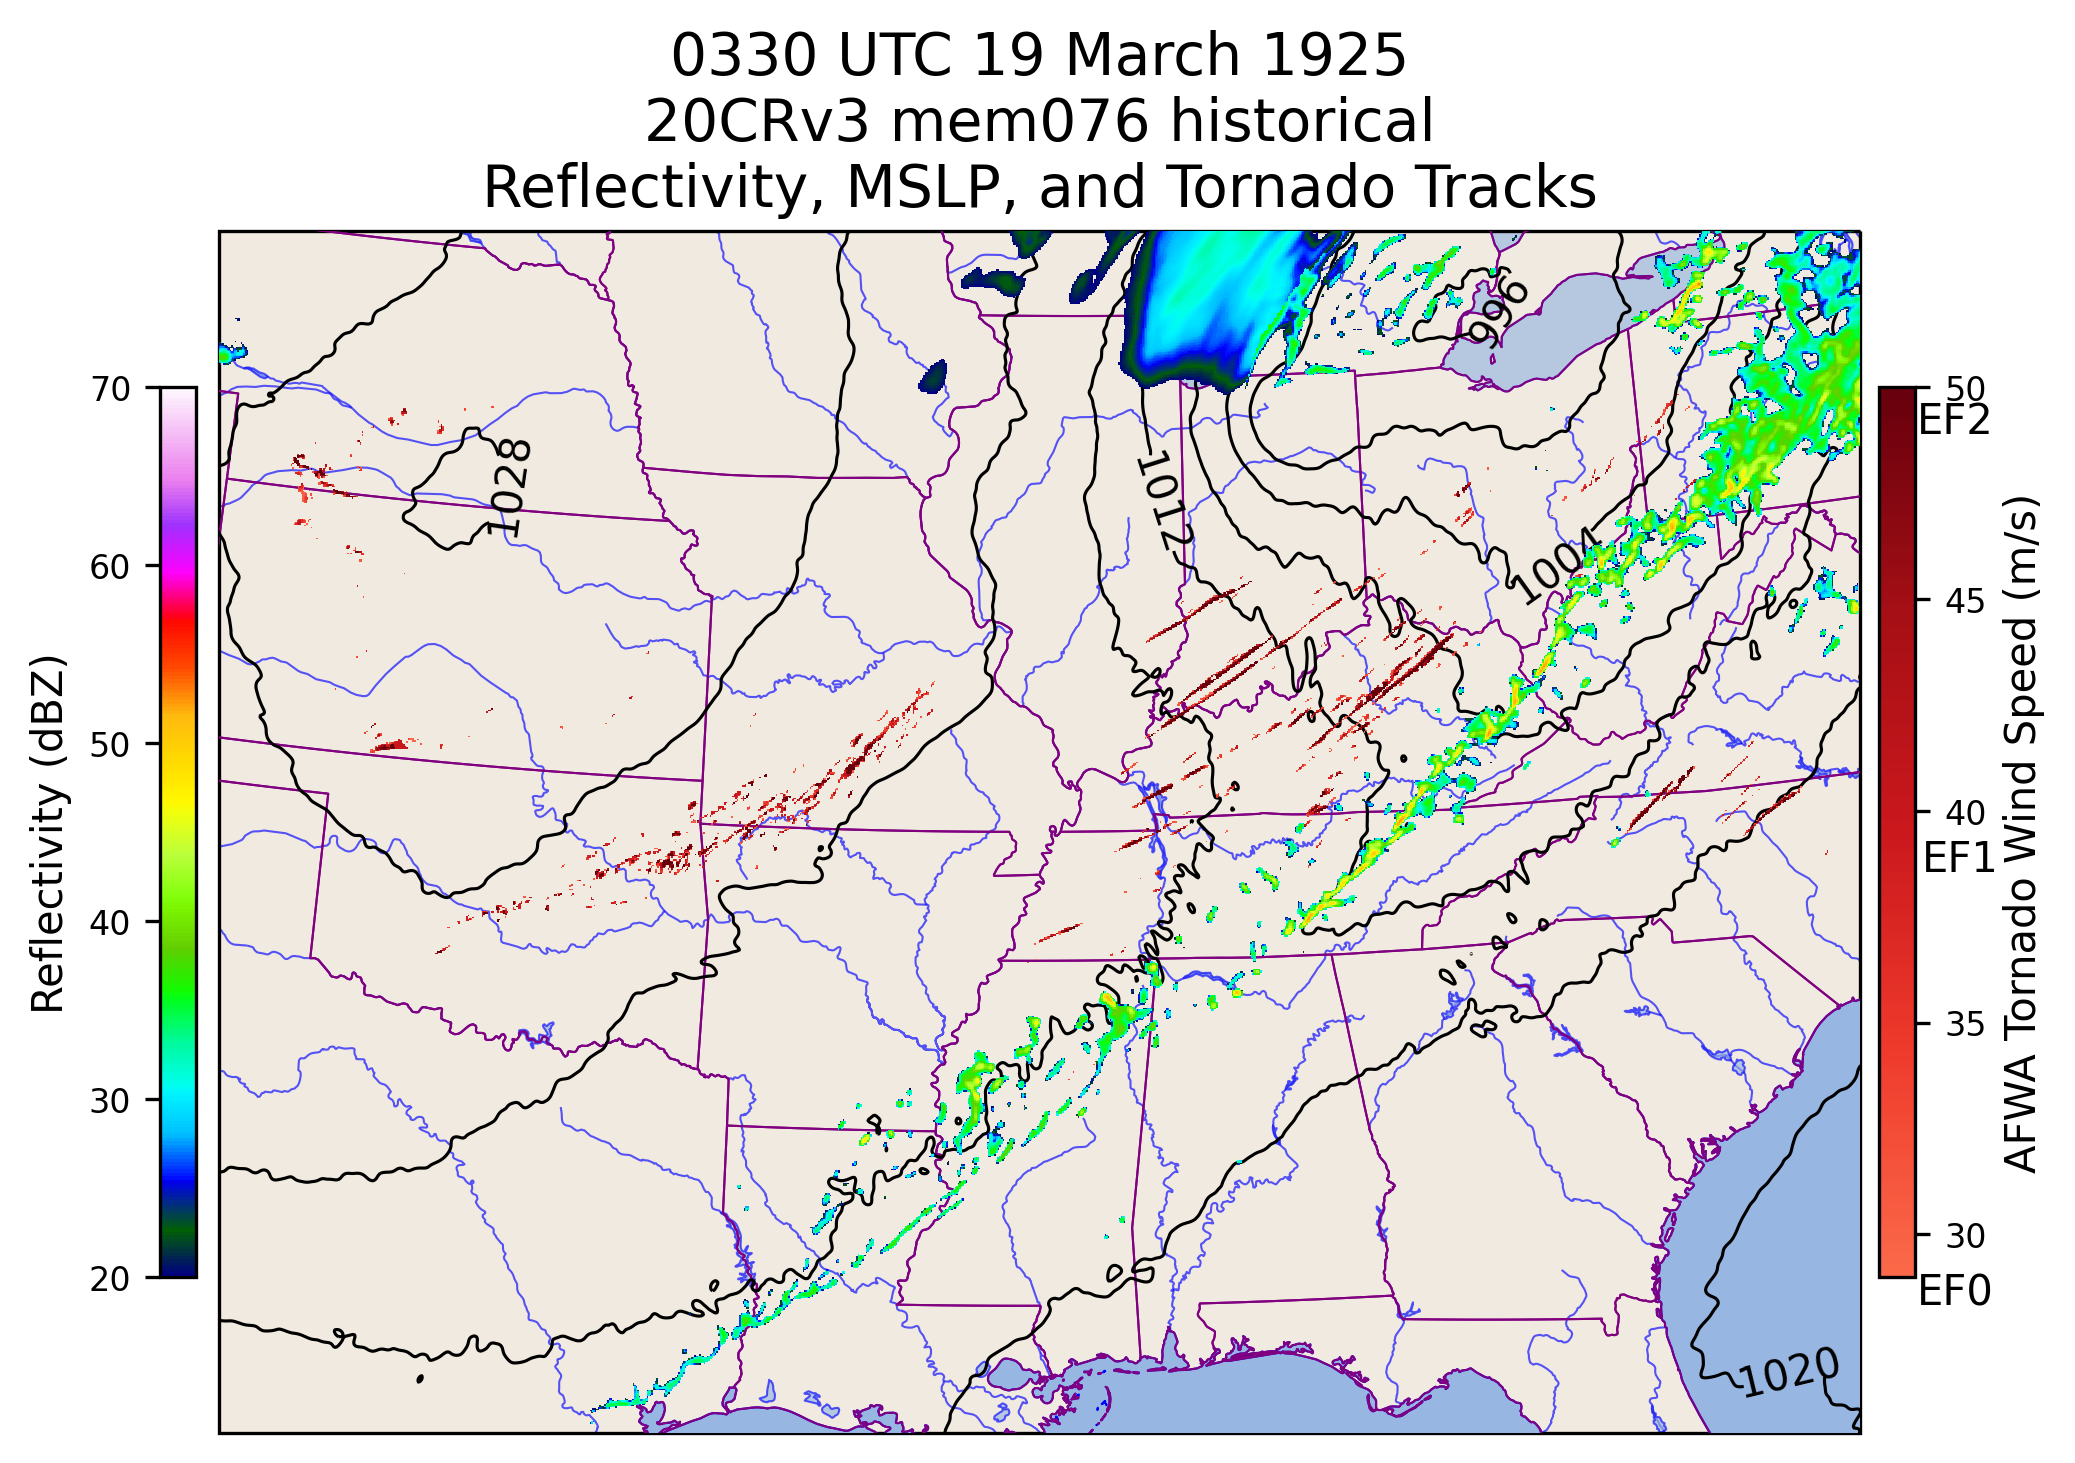 0330 UTC 19 March 1925
20CRv3 mem076 historical
Reflectivity, MSLP, and Tornado Tracks
Reflectivity (dBZ)
70
60
50
40
30
20
996
1028
1012
1004
1020
50
EF2
45
40
EF1
35
30
EF0
AFWA Tornado Wind Speed (m/s)